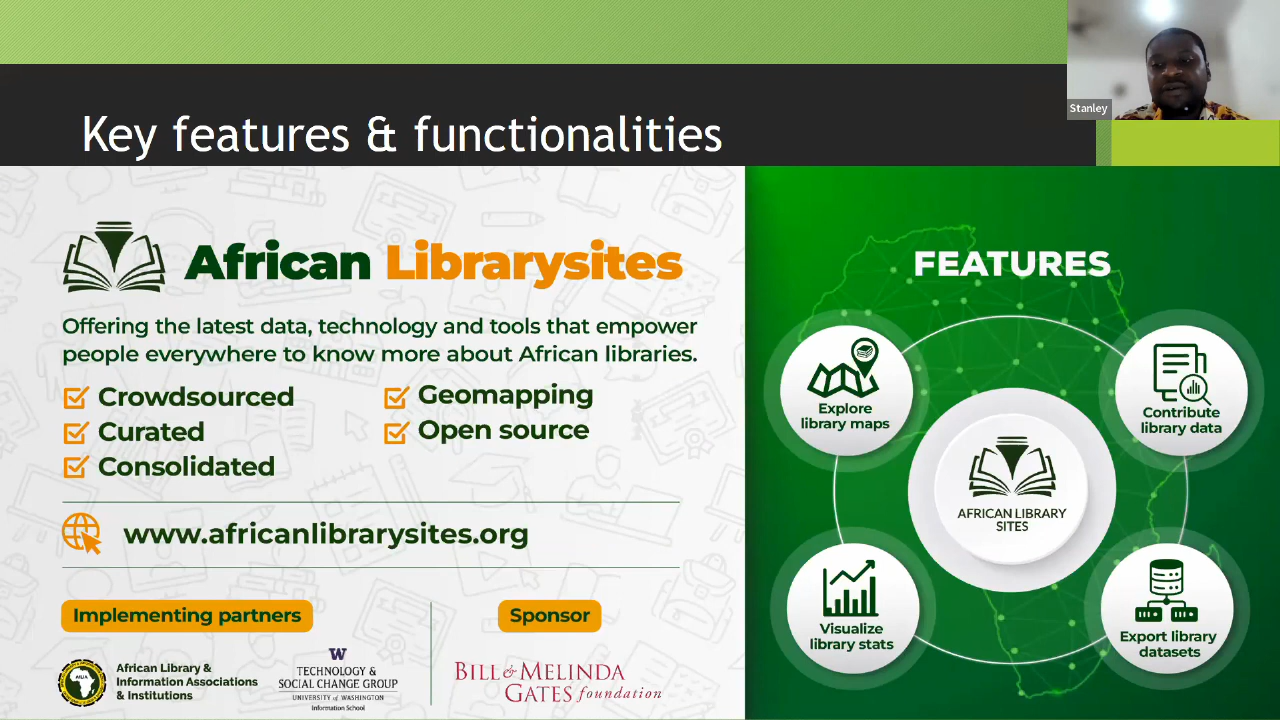 Stanley
Key features & functionalities
African Librarysites
Offering the latest data, technology and tools that empower
people everywhere to know more about African libraries.
Crowdsourced
Curated
Consolidated
Geomapping
Open source
www.africanlibrarysites.org
Implementing partners
African Library &
Information Associations
& Institutions
W
TECHNOLOGY &
SOCIAL CHANGE GROUP
UNIVERSITY of WASHINGTON
Information School
Sponsor
BILL & MELINDA
GATES foundation
FEATURES
Explore
library maps
Contribute
library data
AFRICAN LIBRARY
SITES
Visualize
library stats
Export library
datasets